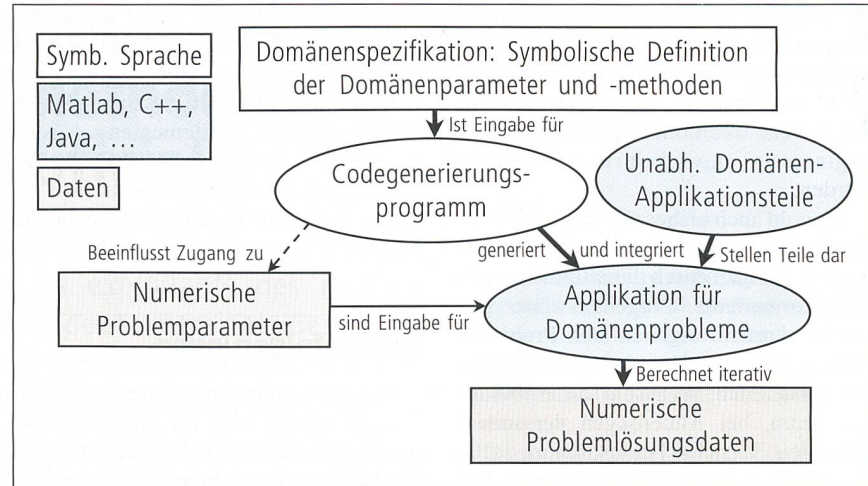 Symb. Sprache
Matlab, C++,
Java, ...
Daten
Domänenspezifikation: Symbolische Definition
der Domänenparameter und -methoden
Ist Eingabe für
Codegenerierungs-
programm
Unabh. Domänen-
Applikationsteile
Beeinflusst Zugang zu
generiert
und integriert
Stellen Teile dar
Numerische
Problemparameter
sind Eingabe für
Applikation für
Domänenprobleme
Berechnet iterativ
Numerische
Problemlösungsdaten